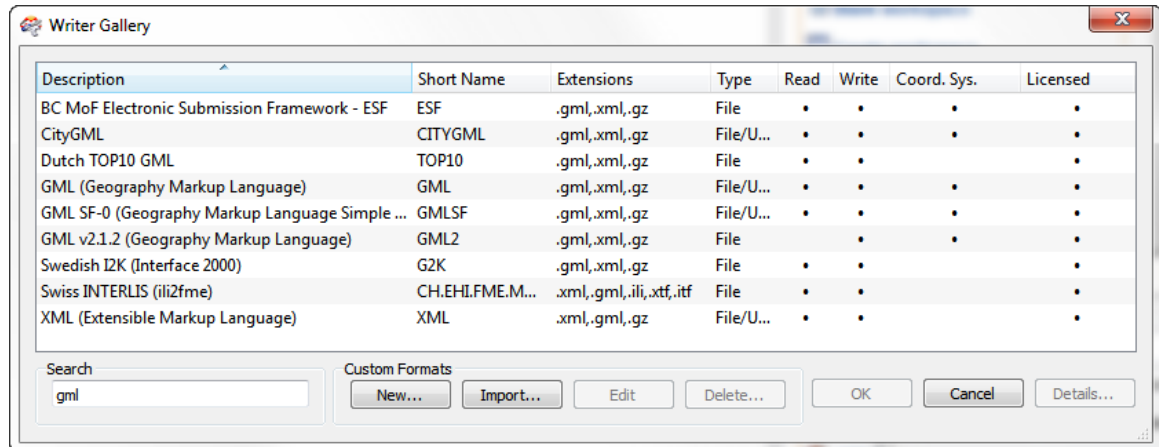 Writer Gallery
Description Short Name Extensions Type Read Write Coord. Sys. Licensed
BC MoF Electronic Submission Framework - ESF ESF .gml,.xml,.gz File • • • •
CityGML CITYGML .gml,.xml,.gz File/U... • • • •
Dutch TOP10 GML TOP10 .gml,.xml,.gz File • • •
GML (Geography Markup Language) GML .gml,.xml,.gz File/U... • • • •
GML SF-0 (Geography Markup Language Simple ... GMLSF .gml,.xml,.gz File/U... • • • •
GML v2.1.2 (Geography Markup Language) GML2 .gml,.xml,.gz File • • •
Swedish I2K (Interface 2000) G2K .gml,.xml,.gz File • • •
Swiss INTERLIS (ili2fme) CH.EHI.FME.M... .xml,.gml,.ili,.xtf,.itf File • • •
XML (Extensible Markup Language) XML .xml,.gml,.gz File/U... • • •
Search Custom Formats
gml New... Import... Edit Delete... OK Cancel Details...